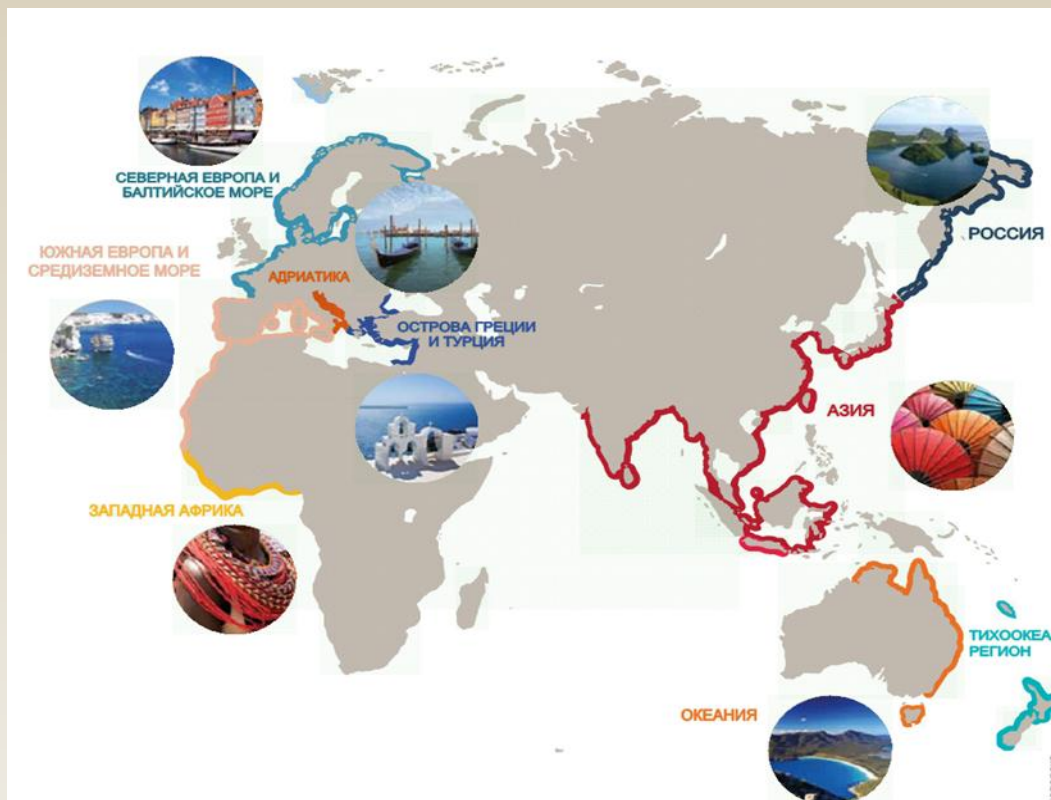 СЕВЕРНАЯ ЕВРОПА И
БАЛТИЙСКОЕ МОРЕ
РОССИЯ
ЮЖНАЯ ЕВРОПА И
СРЕДИЗЕМНОЕ МОРЕ
АДРИАТИКА
ОСТРОВА ГРЕЦИИ
И ТУРЦИЯ
АЗИЯ
ЗАПАДНАЯ АФРИКА
ТИХООКЕА
РЕГИОН
ОКЕАНИЯ